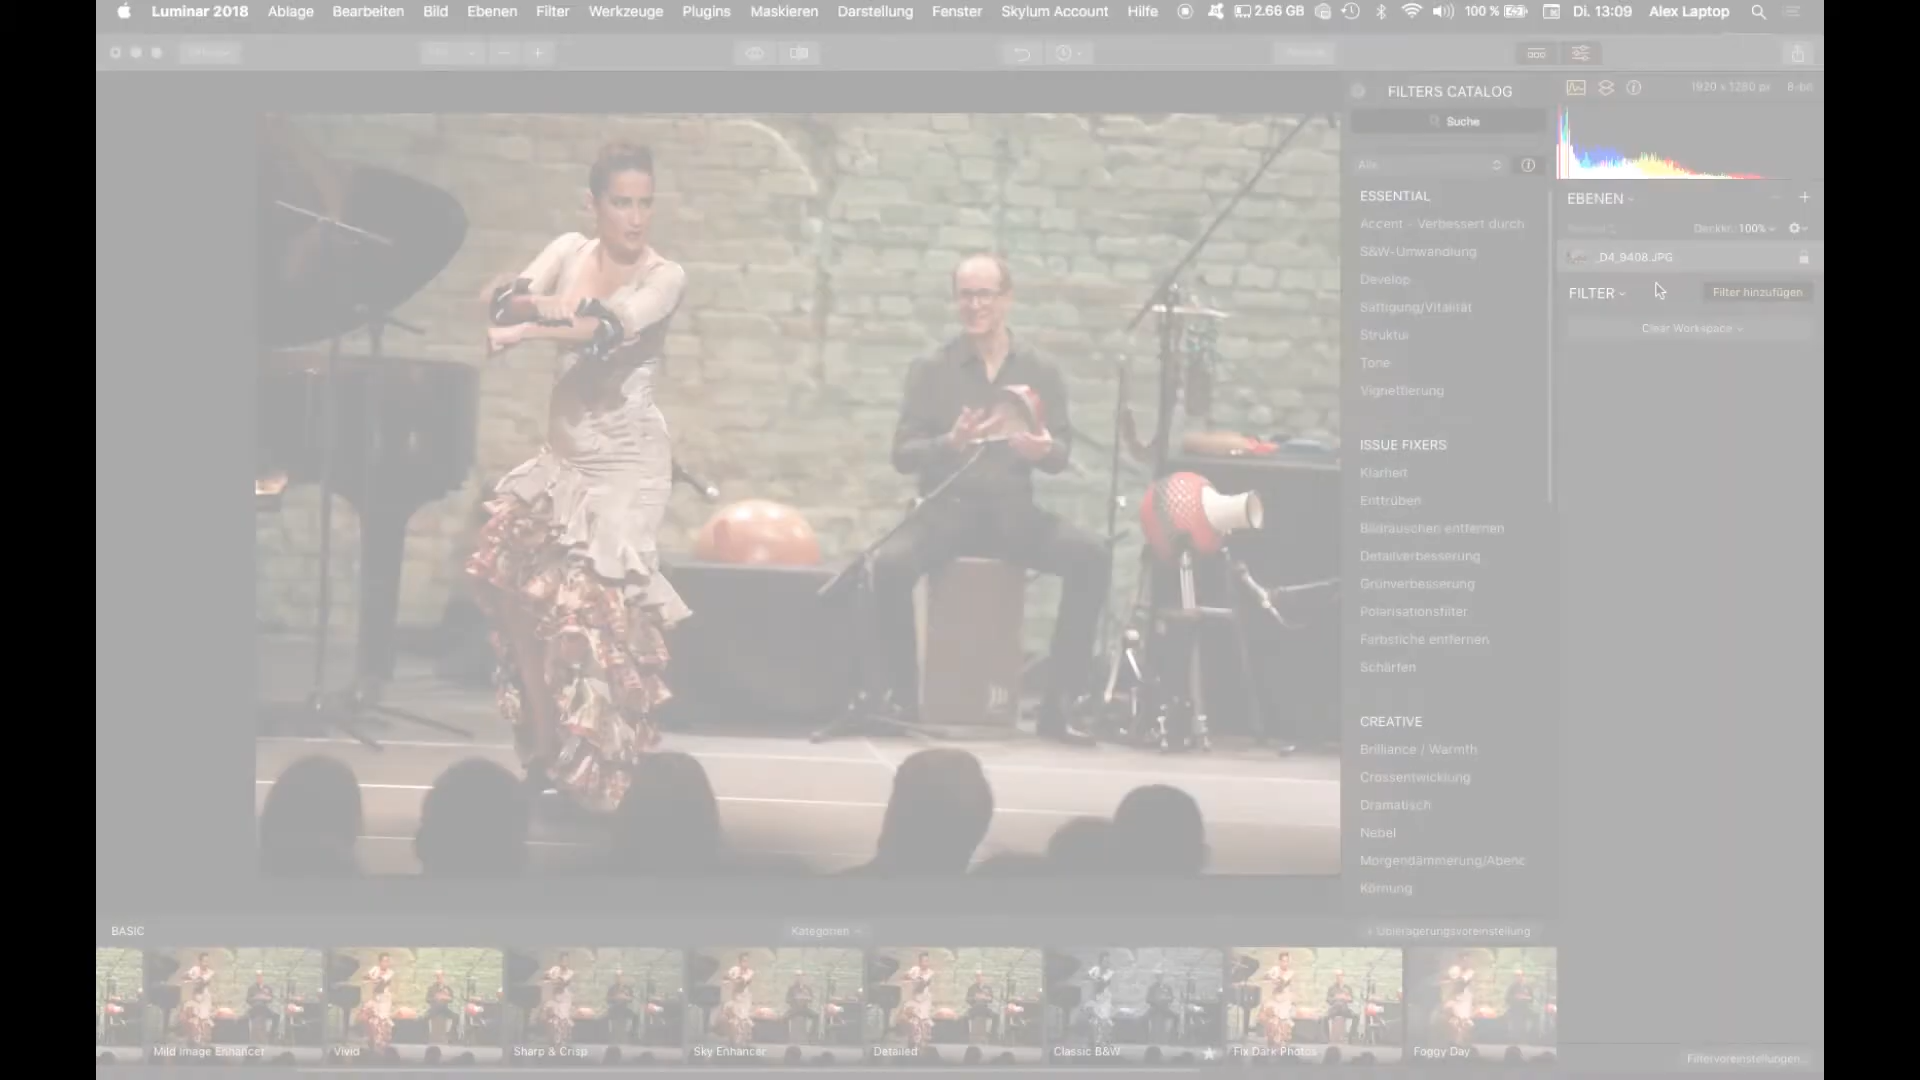 Luminar 2018 Ablage Bearbeiten Bild Ebenen Filter Werkzeuge Plugins Maskieren Darstellung Fenster Skylum Account Hilfe 2.66 GB 100 % Di. 13:09 Alex Laptop
FILTERS CATALOG
1920 x 1280 px 8-bit
Suche
Alle
ESSENTIAL
Accent - Verbessert durch
S&W-Umwandlung
Develop
Sättigung/Vitalität
Struktur
Tone
Vignettierung
ISSUE FIXERS
Klarheit
Enttrüben
Bildrauschen entfernen
Detailverbesserung
Grünverbesserung
Polarisationsfilter
Farbstiche entfernen
Schärfen
CREATIVE
Brilliance / Warmth
Crossentwicklung
Dramatisch
Nebel
Morgendämmerung/Abenc
Körnung
EBENEN
Deckkr. 100%
_D4_9408.JPG
FILTER Filter hinzufügen
Clear Workspace
BASIC Kategorien + Überlagerungsvoreinstellung
Mild Image Enhancer Vivid Sharp & Crisp Sky Enhancer Detailed Classic B&W Fix Dark Photos Foggy Day
Filtervoreinstellungen...